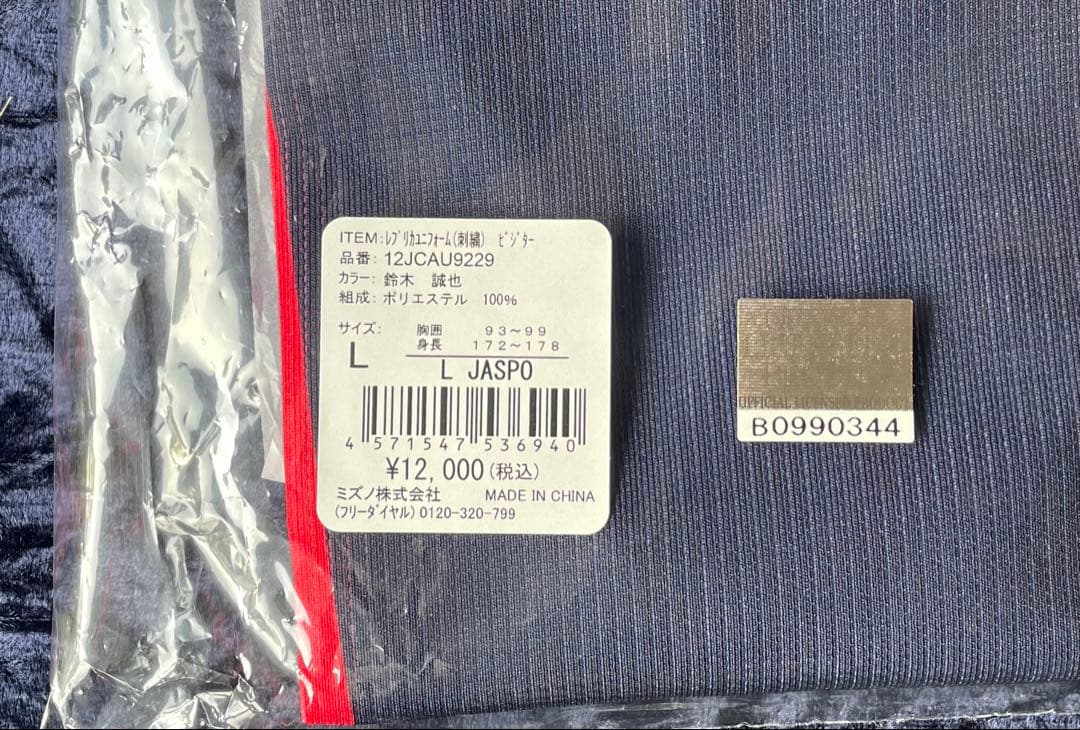 ITEM:ﾚﾌﾟﾘｶﾕﾆﾌｫｰﾑ(刺繍) ﾋﾞｼﾞﾀｰ
品番: 12JCAU9229
ｶﾗｰ: 鈴木 誠也
組成: ポリエステル 100%
サイズ: 胸囲 93～99
L 身長 172～178
L JASPO
4 571547 536940
¥12,000(税込)
ミズノ株式会社 MADE IN CHINA
(ﾌﾘｰﾀﾞｲﾔﾙ) 0120-320-799
OFFICIAL LICENSED PRODUCT
B0990344